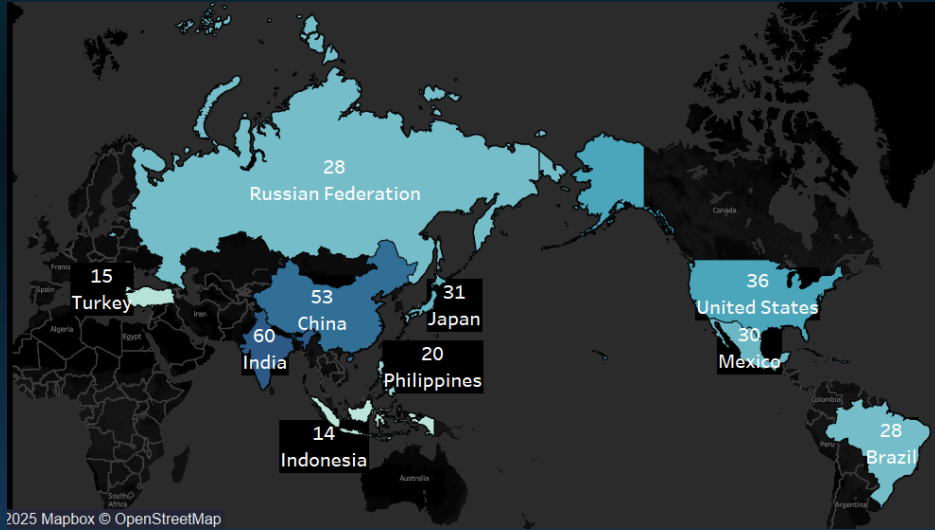 28
Russian Federation
Canada
France
15
Turkey
Spain
53
China
31
Japan
36
United States
Iran
Algeria
Egypt
60
India
30
Mexico
20
Philippines
Colombia
14
Indonesia
28
Brazil
Peru
Australia
South
Africa
Argentina
2025 Mapbox © OpenStreetMap